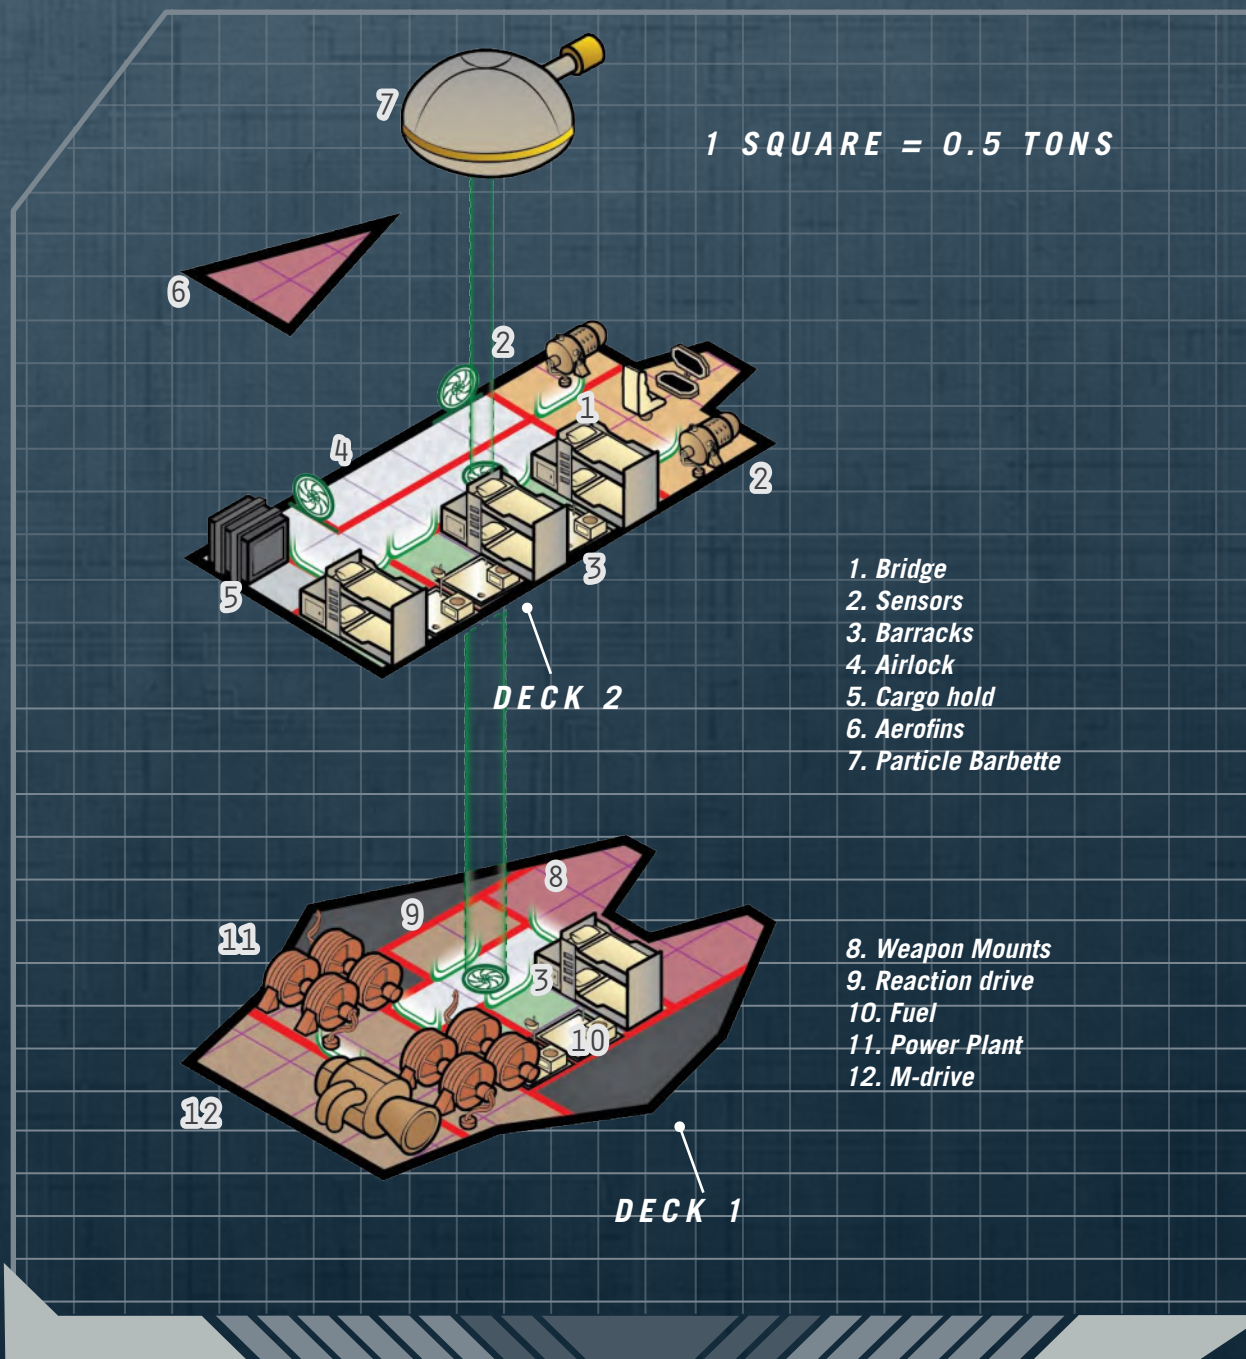 7
1 SQUARE = 0.5 TONS
6
2
1
4
2
3
5
DECK 2
1. Bridge
2. Sensors
3. Barracks
4. Airlock
5. Cargo hold
6. Aerofins
7. Particle Barbette
8
9
11
3
10
12
8. Weapon Mounts
9. Reaction drive
10. Fuel
11. Power Plant
12. M-drive
DECK 1